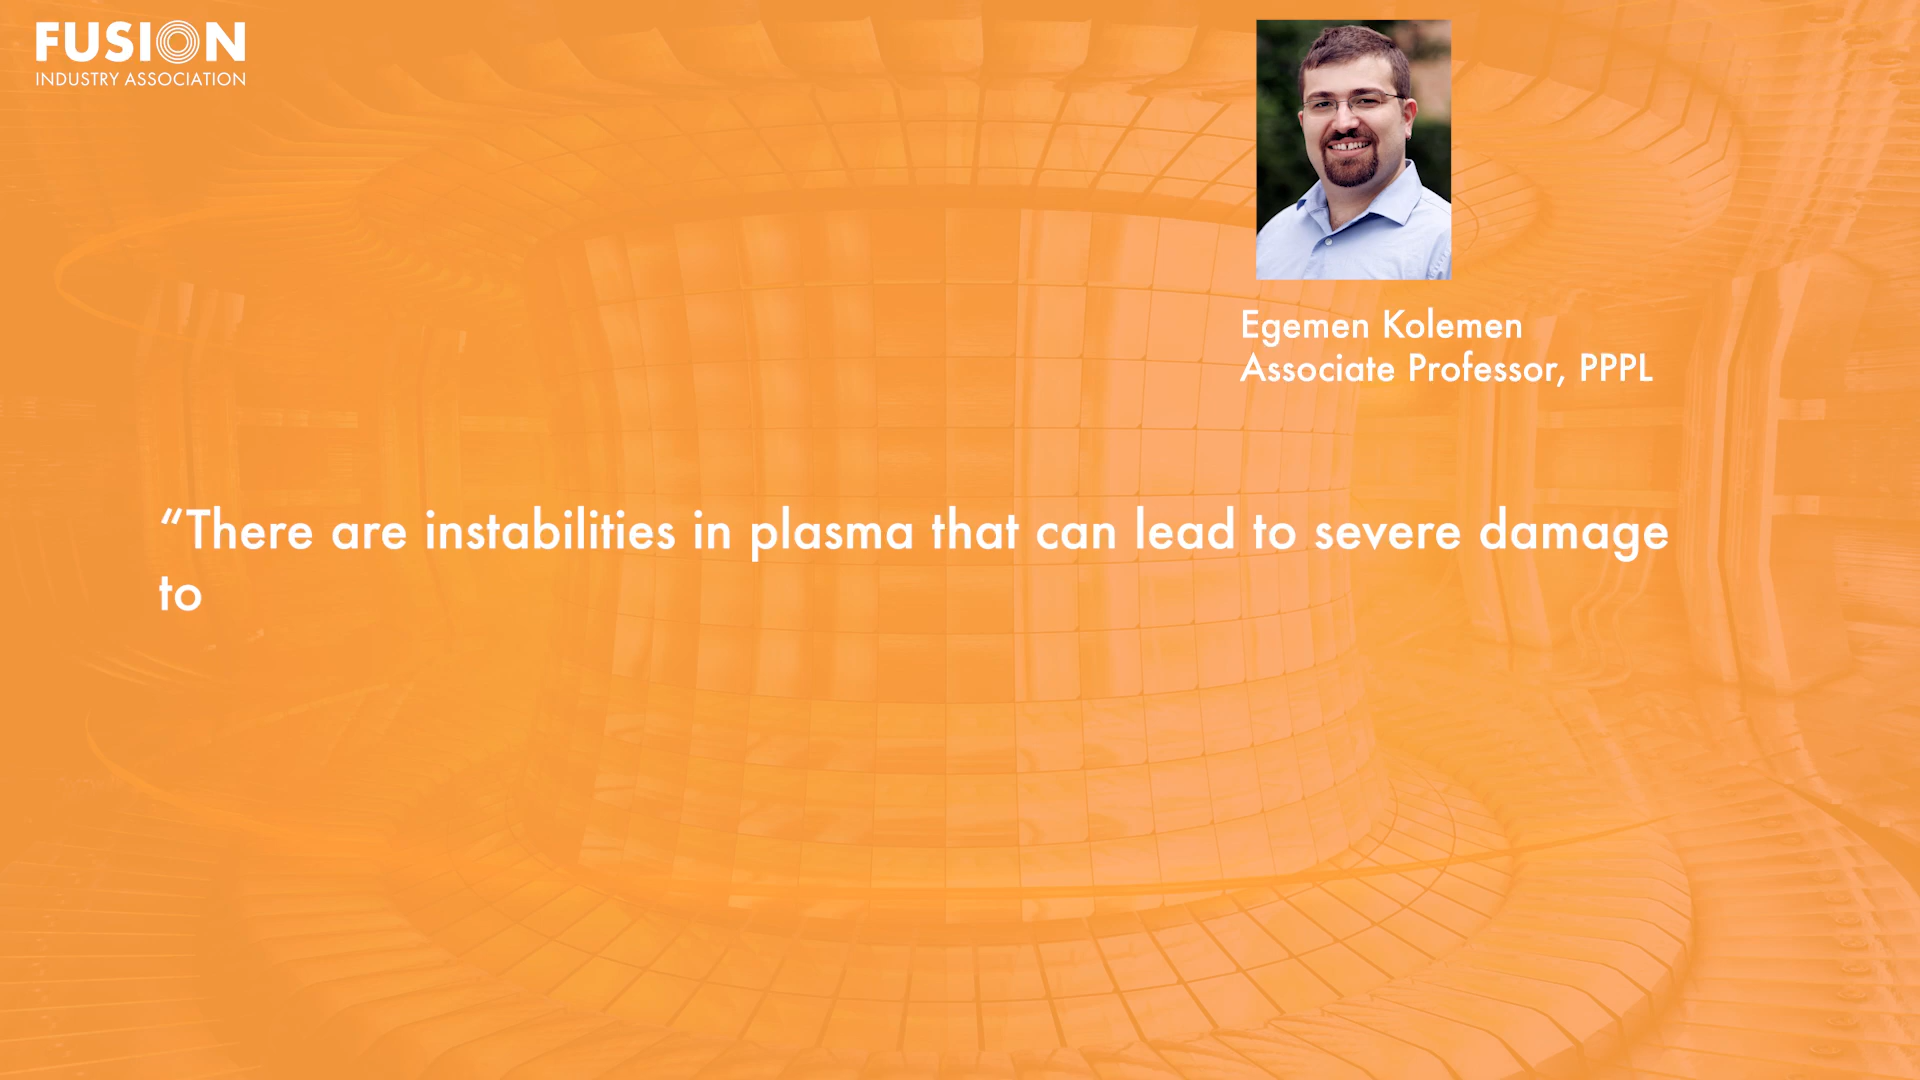 FUSION
INDUSTRY ASSOCIATION
Egemen Kolemen
Associate Professor, PPPL
“There are instabilities in plasma that can lead to severe damage
to